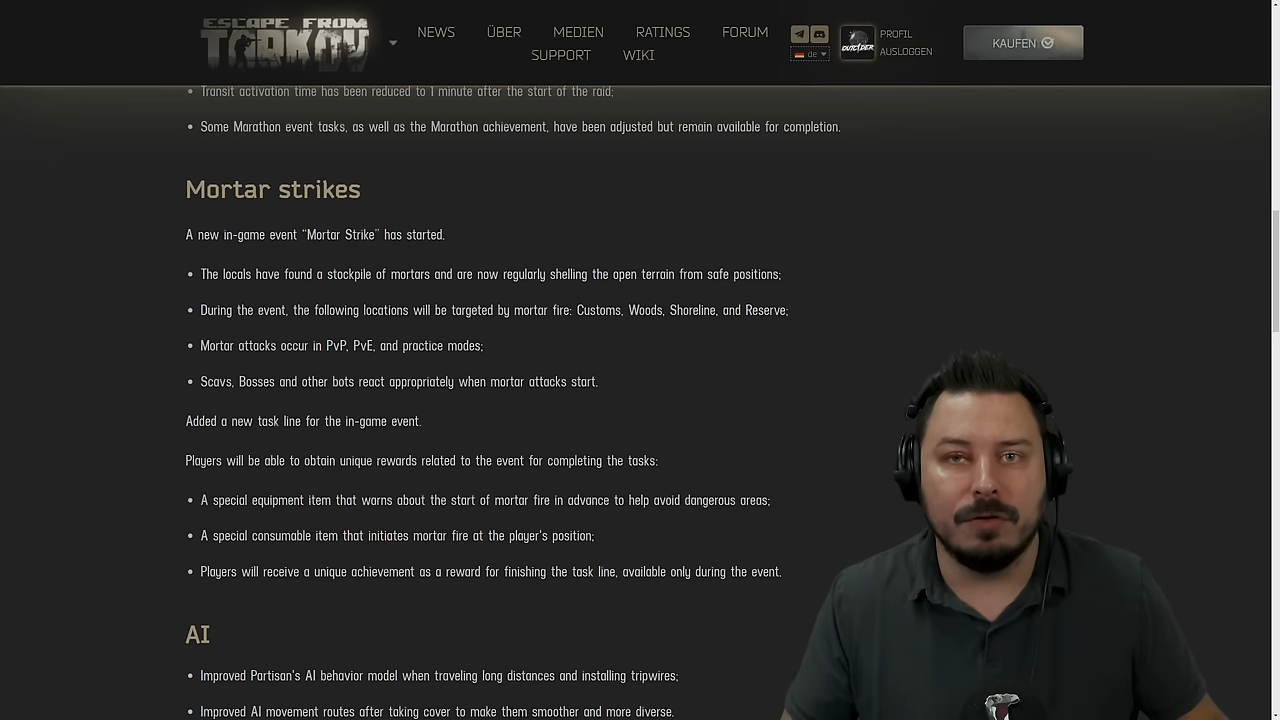 ESCAPE FROM
TARKOV
NEWS
ÜBER
MEDIEN
RATINGS
FORUM
SUPPORT
WIKI
de
OUTCIDER
PROFIL
AUSLOGGEN
KAUFEN
• Transit activation time has been reduced to 1 minute after the start of the raid;
• Some Marathon event tasks, as well as the Marathon achievement, have been adjusted but remain available for completion.
Mortar strikes
A new in-game event “Mortar Strike” has started.
• The locals have found a stockpile of mortars and are now regularly shelling the open terrain from safe positions;
• During the event, the following locations will be targeted by mortar fire: Customs, Woods, Shoreline, and Reserve;
• Mortar attacks occur in PvP, PvE, and practice modes;
• Scavs, Bosses and other bots react appropriately when mortar attacks start.
Added a new task line for the in-game event.
Players will be able to obtain unique rewards related to the event for completing the tasks:
• A special equipment item that warns about the start of mortar fire in advance to help avoid dangerous areas;
• A special consumable item that initiates mortar fire at the player's position;
• Players will receive a unique achievement as a reward for finishing the task line, available only during the event.
AI
• Improved Partisan's AI behavior model when traveling long distances and installing tripwires;
• Improved AI movement routes after taking cover to make them smoother and more diverse.